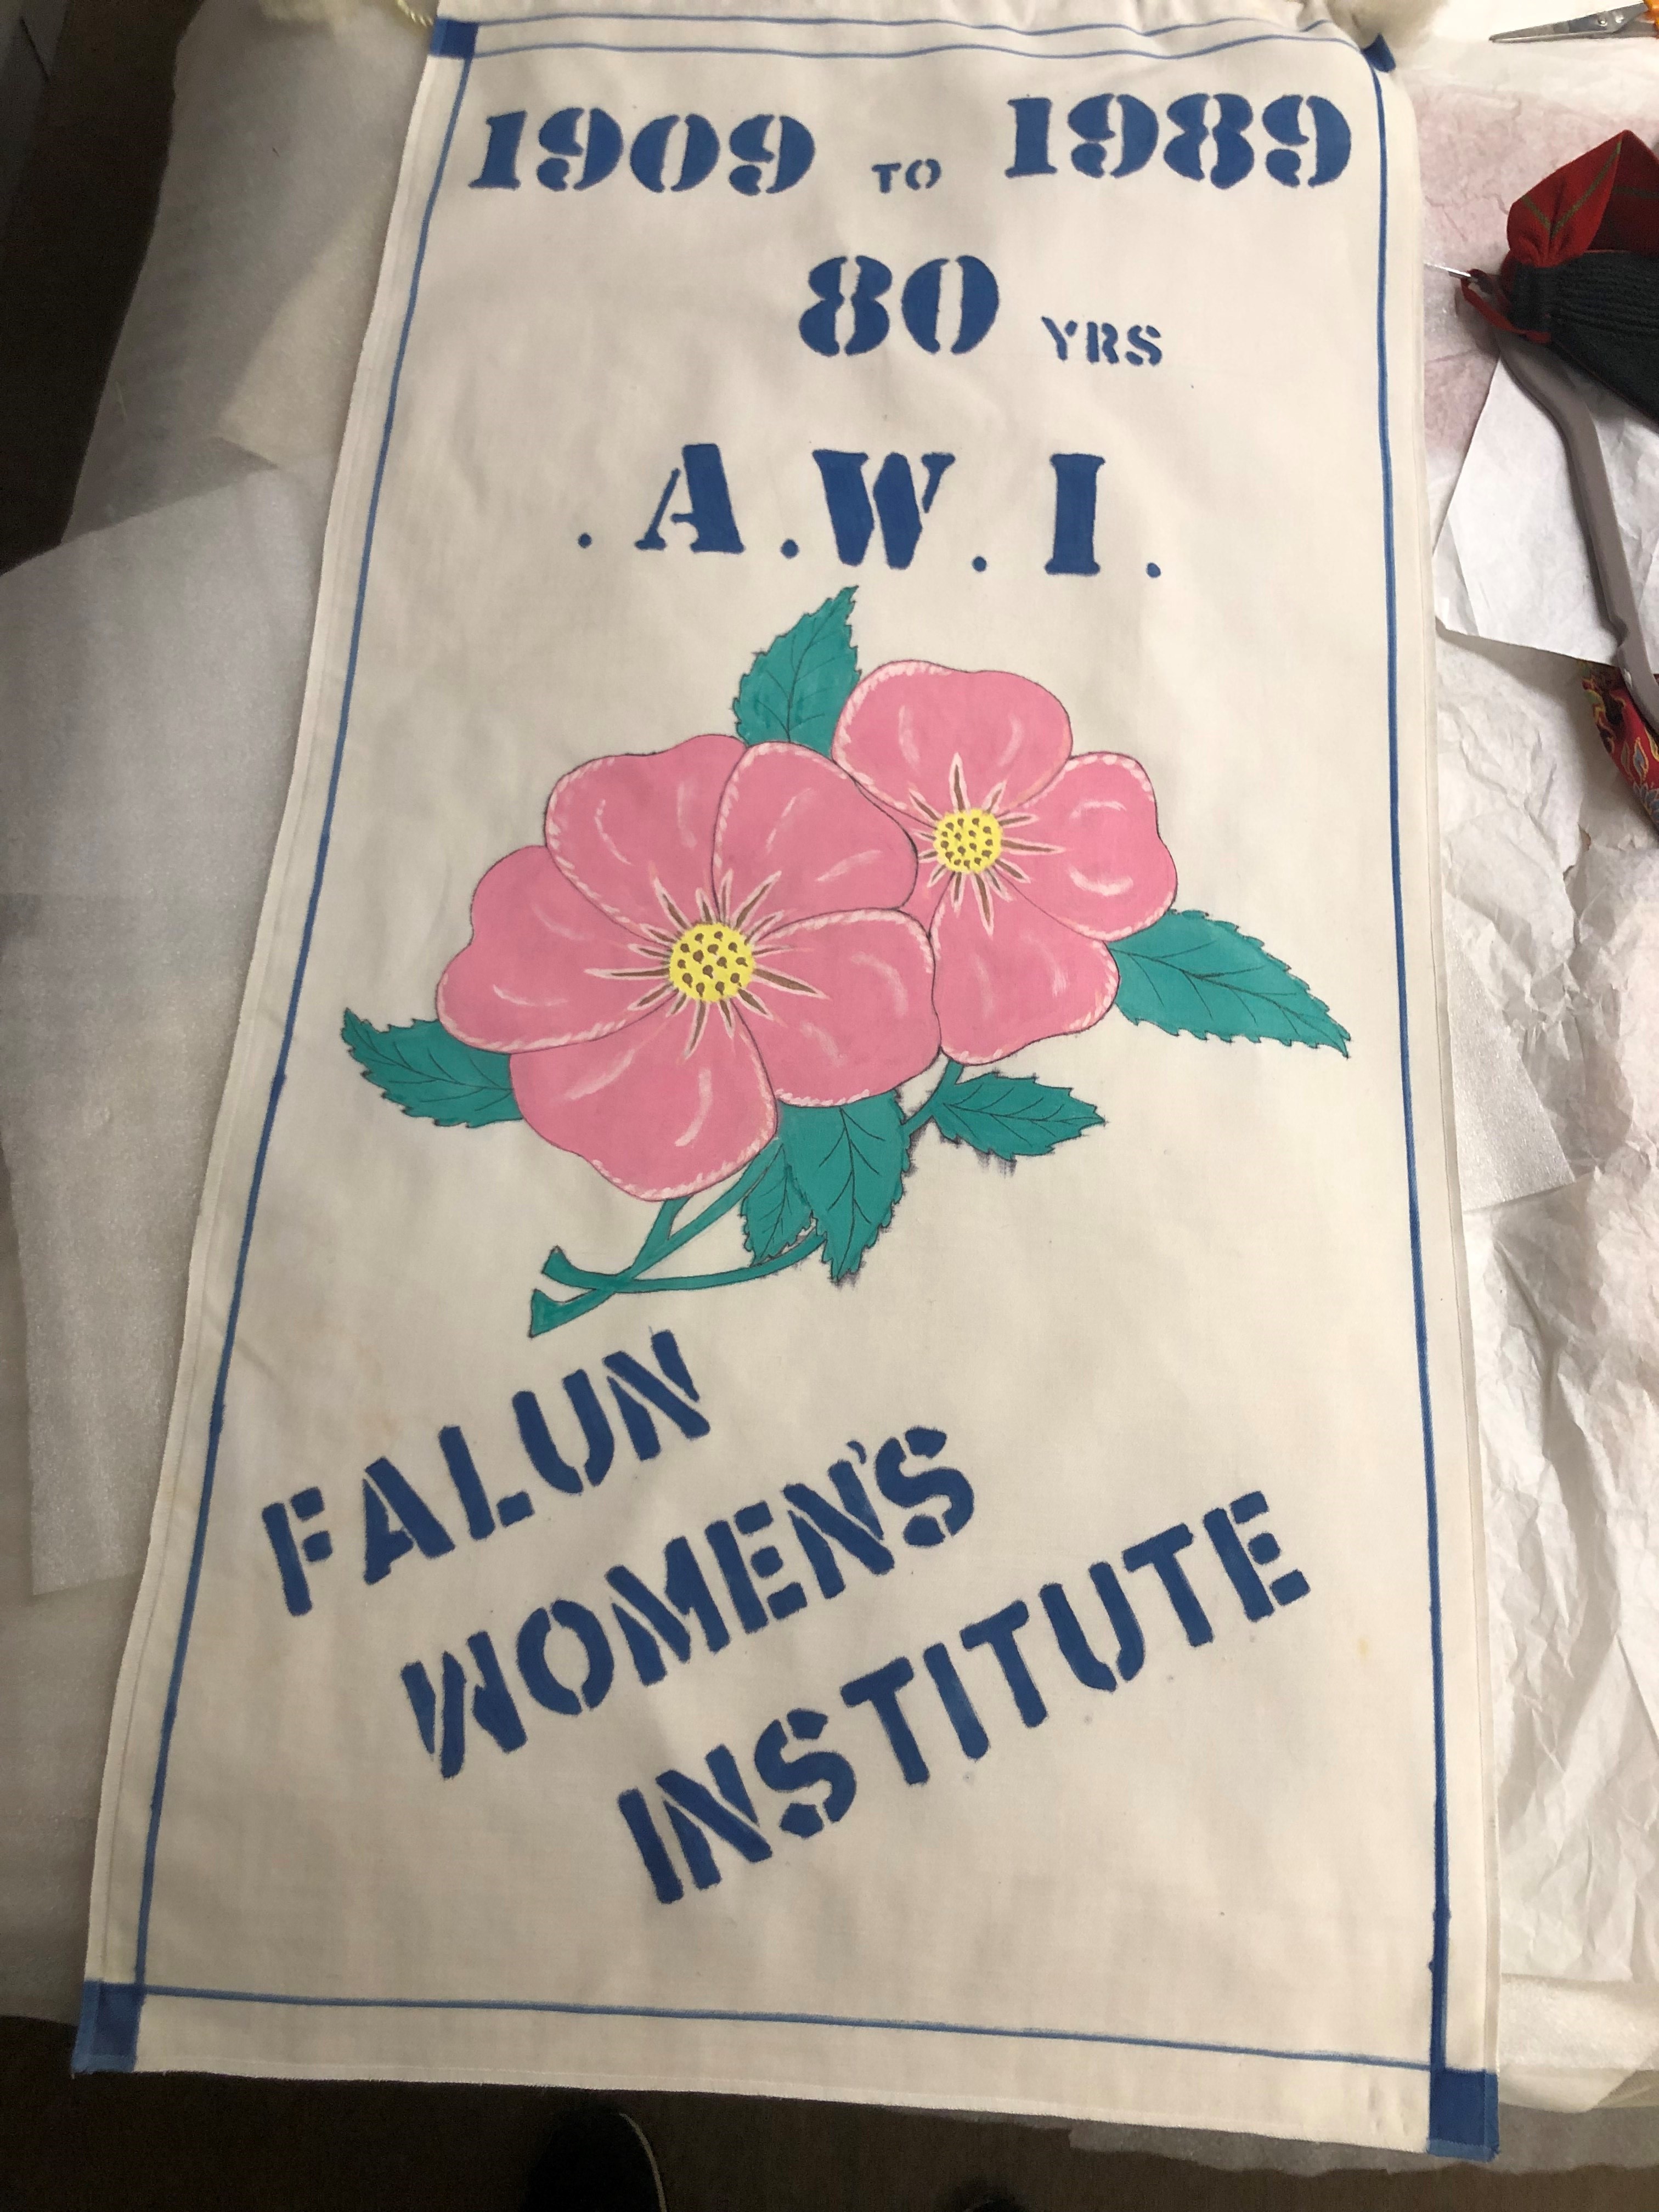 1909 TO 1989
80 YRS
. A . W . I .
FALUN
WOMEN'S
INSTITUTE